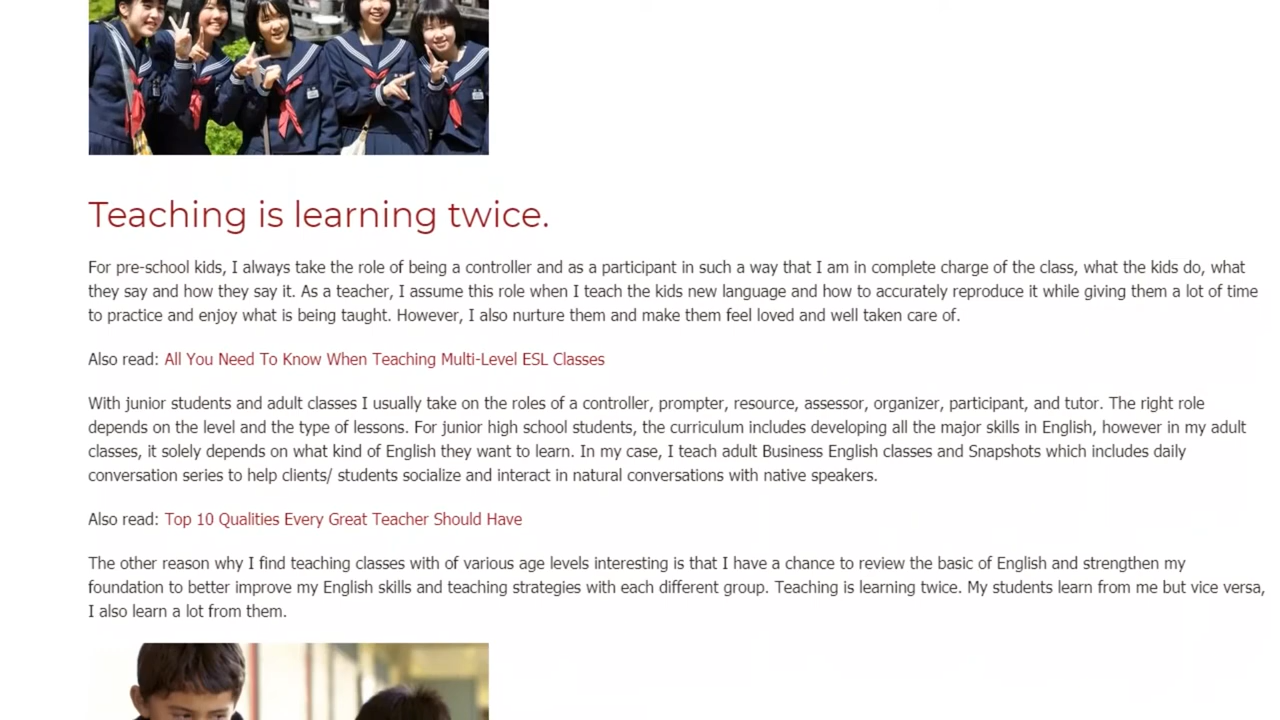 Teaching is learning twice.
For pre-school kids, I always take the role of being a controller and as a participant in such a way that I am in complete charge of the class, what the kids do, what
they say and how they say it. As a teacher, I assume this role when I teach the kids new language and how to accurately reproduce it while giving them a lot of time
to practice and enjoy what is being taught. However, I also nurture them and make them feel loved and well taken care of.
Also read: All You Need To Know When Teaching Multi-Level ESL Classes
With junior students and adult classes I usually take on the roles of a controller, prompter, resource, assessor, organizer, participant, and tutor. The right role
depends on the level and the type of lessons. For junior high school students, the curriculum includes developing all the major skills in English, however in my adult
classes, it solely depends on what kind of English they want to learn. In my case, I teach adult Business English classes and Snapshots which includes daily
conversation series to help clients/ students socialize and interact in natural conversations with native speakers.
Also read: Top 10 Qualities Every Great Teacher Should Have
The other reason why I find teaching classes with of various age levels interesting is that I have a chance to review the basic of English and strengthen my
foundation to better improve my English skills and teaching strategies with each different group. Teaching is learning twice. My students learn from me but vice versa,
I also learn a lot from them.